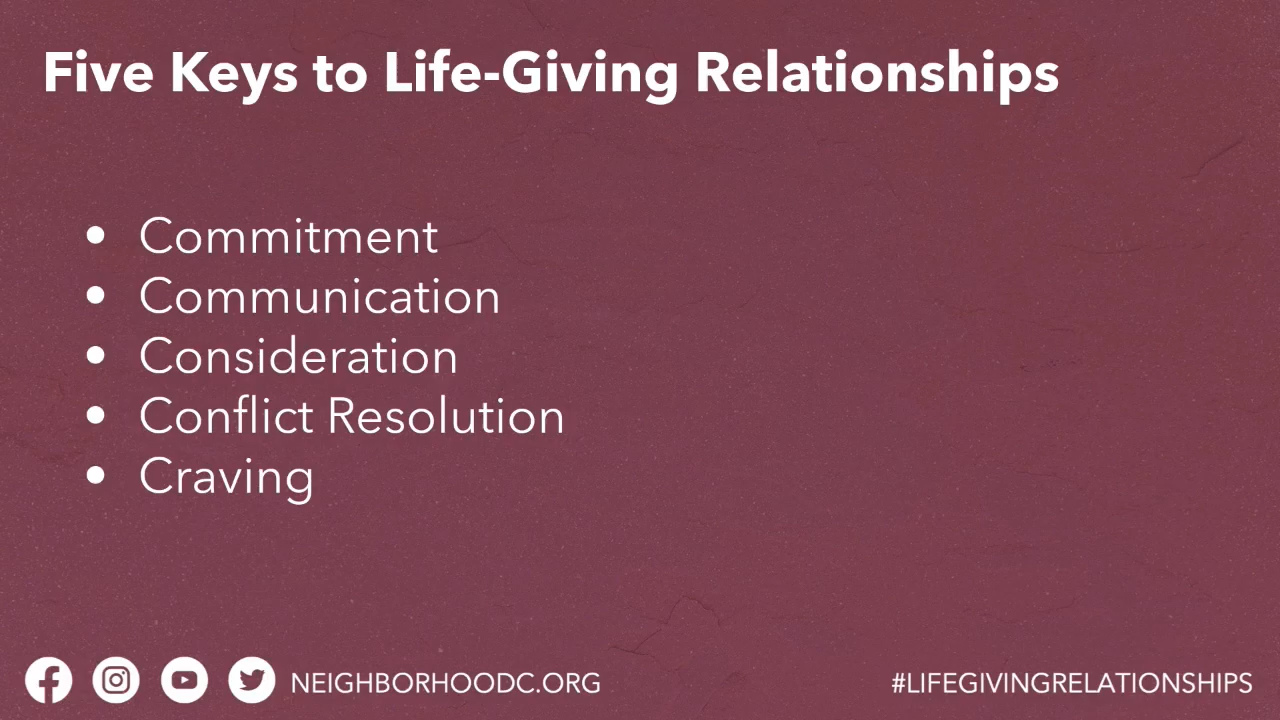 Five Keys to Life-Giving Relationships
• Commitment
• Communication
• Consideration
• Conflict Resolution
• Craving
NEIGHBORHOODC.ORG
#LIFEGIVINGRELATIONSHIPS